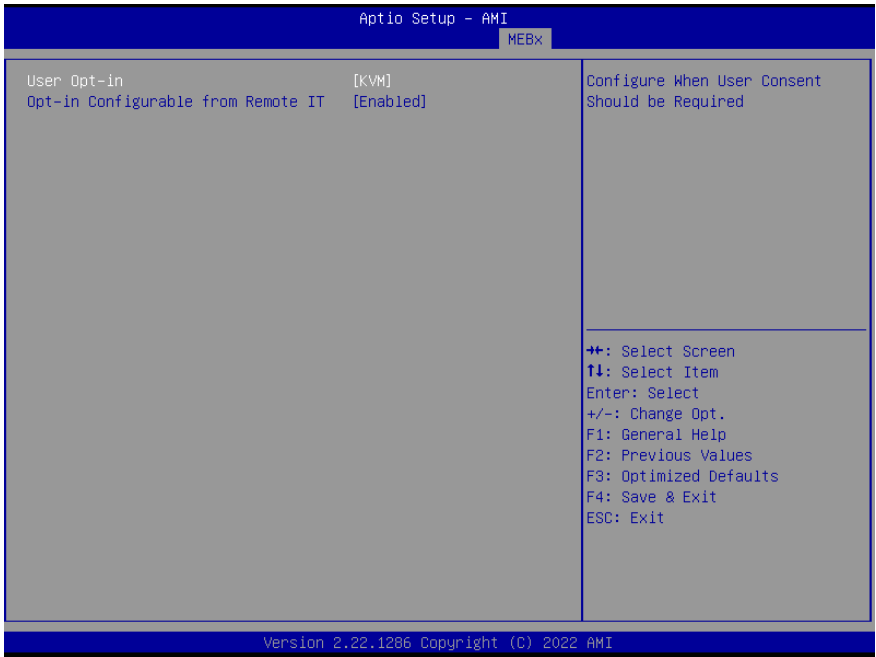 Aptio Setup – AMI
MEBx
User Opt-in [KVM]
Opt-in Configurable from Remote IT [Enabled]
Configure When User Consent
Should be Required
→←: Select Screen
↑↓: Select Item
Enter: Select
+/-: Change Opt.
F1: General Help
F2: Previous Values
F3: Optimized Defaults
F4: Save & Exit
ESC: Exit
Version 2.22.1286 Copyright (C) 2022 AMI